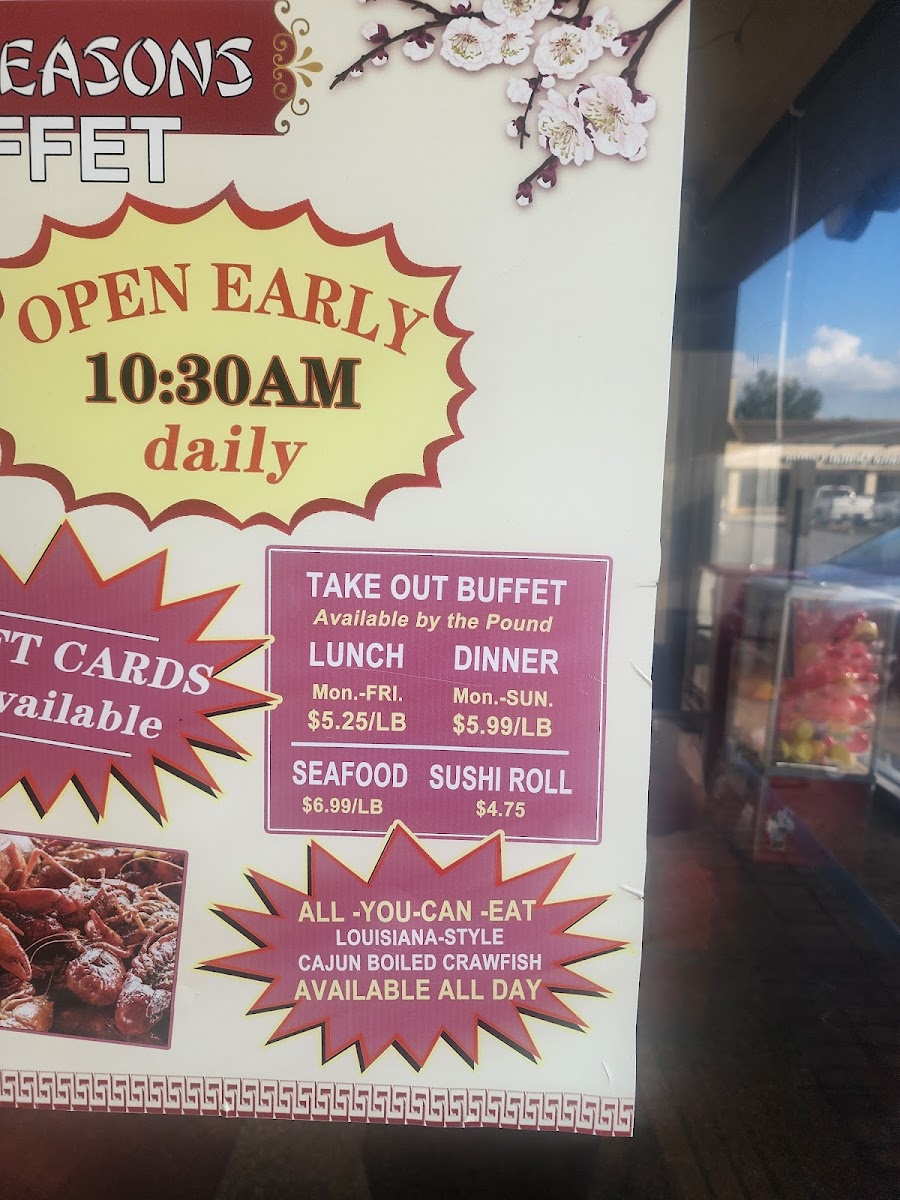 EASONS
FFET
OPEN EARLY
10:30AM
daily
FT CARDS
vailable
TAKE OUT BUFFET
Available by the Pound
LUNCH DINNER
Mon.-FRI. Mon.-SUN.
$5.25/LB $5.99/LB
SEAFOOD SUSHI ROLL
$6.99/LB $4.75
ALL -YOU-CAN -EAT
LOUISIANA-STYLE
CAJUN BOILED CRAWFISH
AVAILABLE ALL DAY